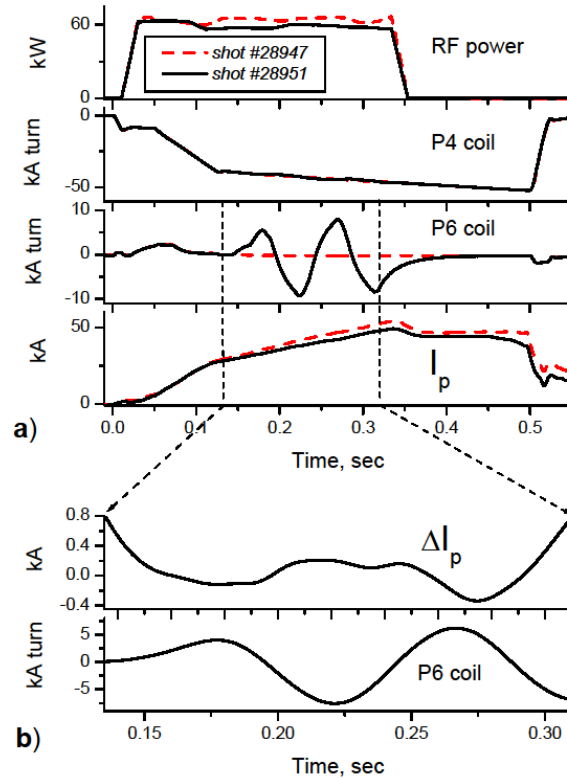 60
kW
0
shot #28947
shot #28951
RF power
0
kA turn
-50
P4 coil
10
kA turn
0
-10
P6 coil
50
kA
0
Ip
a)
0.0 0.1 0.2 0.3 0.4 0.5
Time, sec
0.8
0.4
kA
0.0
-0.4
ΔIp
5
kA turn
0
-5
P6 coil
b)
0.15 0.20 0.25 0.30
Time, sec